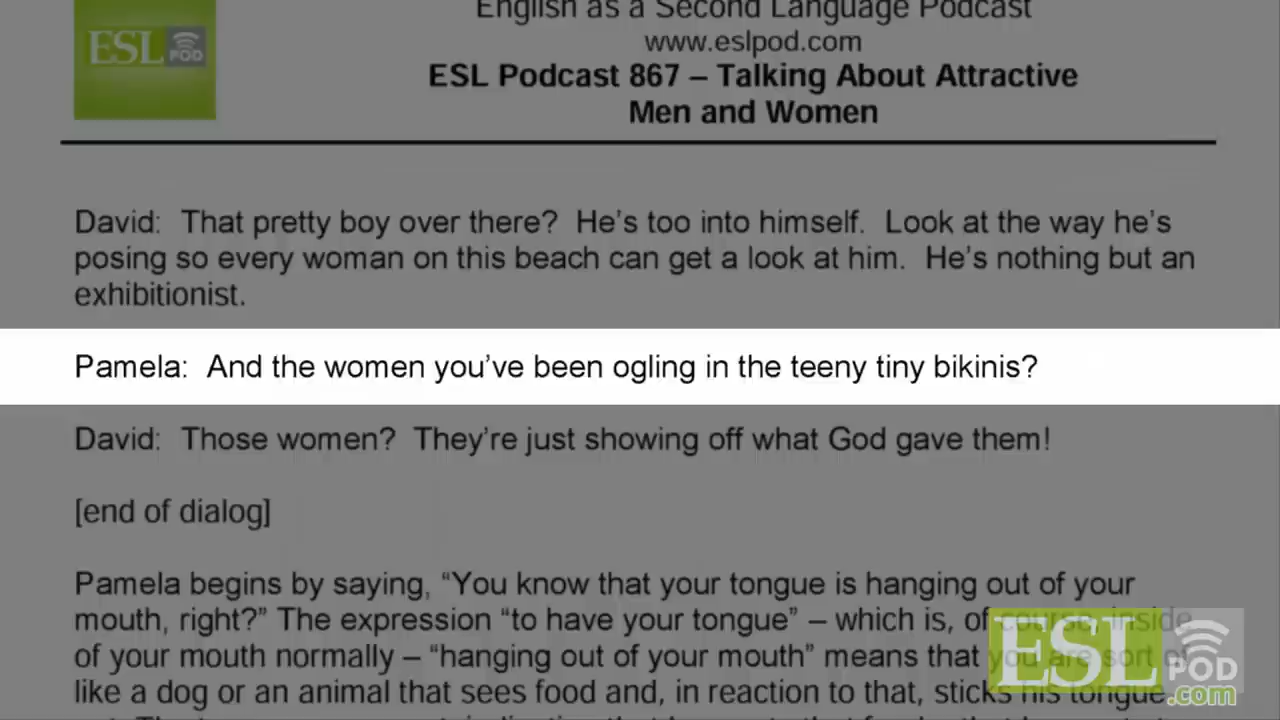 English as a Second Language Podcast
www.eslpod.com
ESL POD
ESL Podcast 867 – Talking About Attractive
Men and Women
David: That pretty boy over there? He's too into himself. Look at the way he's
posing so every woman on this beach can get a look at him. He's nothing but an
exhibitionist.
Pamela: And the women you've been ogling in the teeny tiny bikinis?
David: Those women? They're just showing off what God gave them!
[end of dialog]
Pamela begins by saying, “You know that your tongue is hanging out of your
mouth, right?” The expression “to have your tongue” – which is, of course, inside
of your mouth normally – “hanging out of your mouth” means that you are sort of
like a dog or an animal that sees food and, in reaction to that, sticks his tongue
ESL POD .com